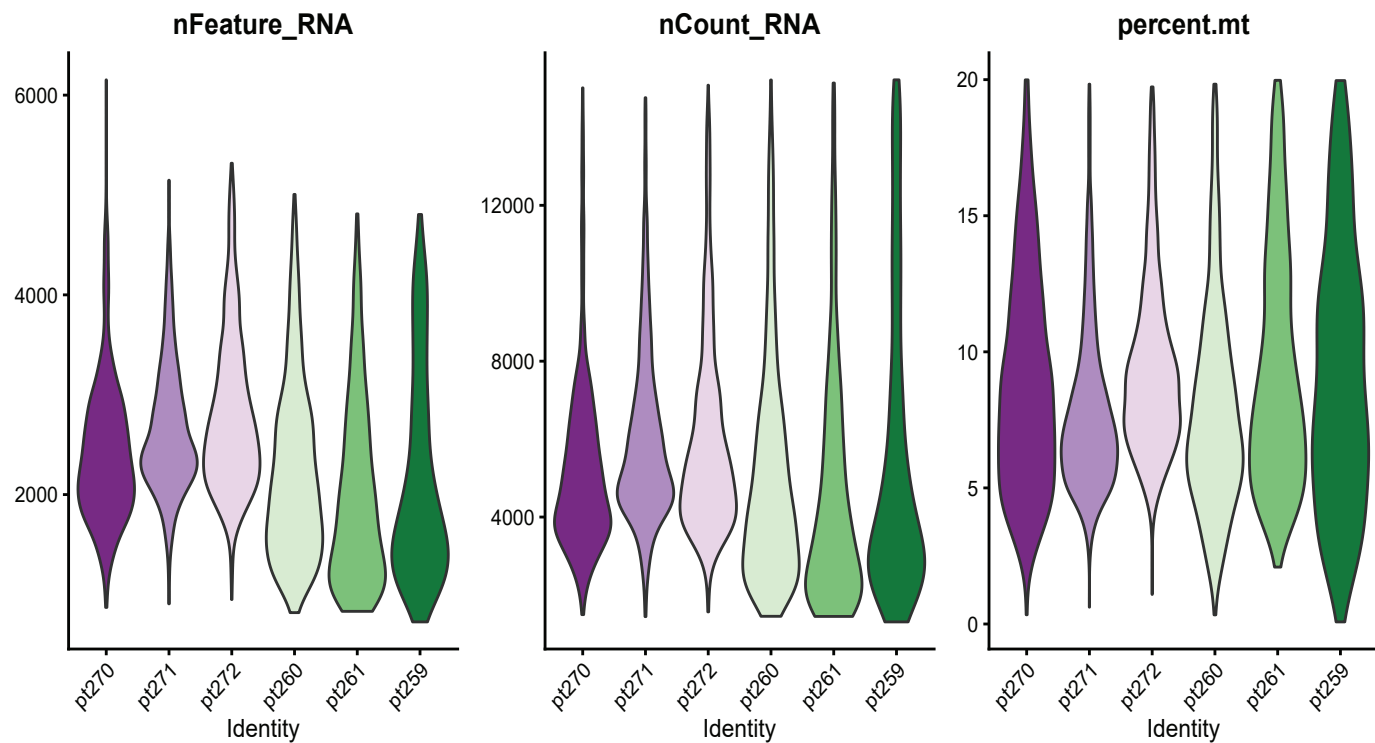 nFeature_RNA
6000
4000
2000
pt270
pt271
pt272
pt260
pt261
pt259
Identity
nCount_RNA
12000
8000
4000
pt270
pt271
pt272
pt260
pt261
pt259
Identity
percent.mt
20
15
10
5
0
pt270
pt271
pt272
pt260
pt261
pt259
Identity